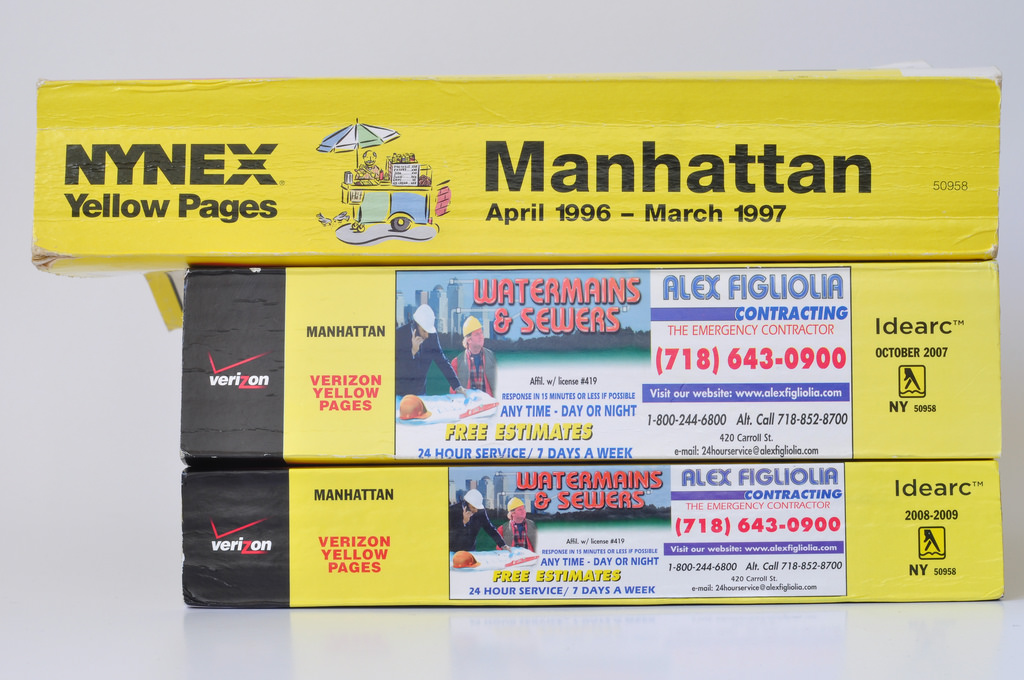 NYNEX
Yellow Pages
Manhattan
April 1996 – March 1997
50958
verizon
MANHATTAN
VERIZON
YELLOW
PAGES
WATERMAINS
& SEWERS
Affil. w/ license #419
RESPONSE IN 15 MINUTES OR LESS IF POSSIBLE
ANY TIME - DAY OR NIGHT
FREE ESTIMATES
24 HOUR SERVICE/ 7 DAYS A WEEK
ALEX FIGLIOLIA
CONTRACTING
THE EMERGENCY CONTRACTOR
(718) 643-0900
Visit our website: www.alexfigliolia.com
1-800-244-6800 Alt. Call 718-852-8700
420 Carroll St.
e-mail: 24hourservice@alexfigliolia.com
Idearc™
OCTOBER 2007
NY 50958
verizon
MANHATTAN
VERIZON
YELLOW
PAGES
WATERMAINS
& SEWERS
Affil. w/ license #419
RESPONSE IN 15 MINUTES OR LESS IF POSSIBLE
ANY TIME - DAY OR NIGHT
FREE ESTIMATES
24 HOUR SERVICE/ 7 DAYS A WEEK
ALEX FIGLIOLIA
CONTRACTING
THE EMERGENCY CONTRACTOR
(718) 643-0900
Visit our website: www.alexfigliolia.com
1-800-244-6800 Alt. Call 718-852-8700
420 Carroll St.
e-mail: 24hourservice@alexfigliolia.com
Idearc™
2008-2009
NY 50958